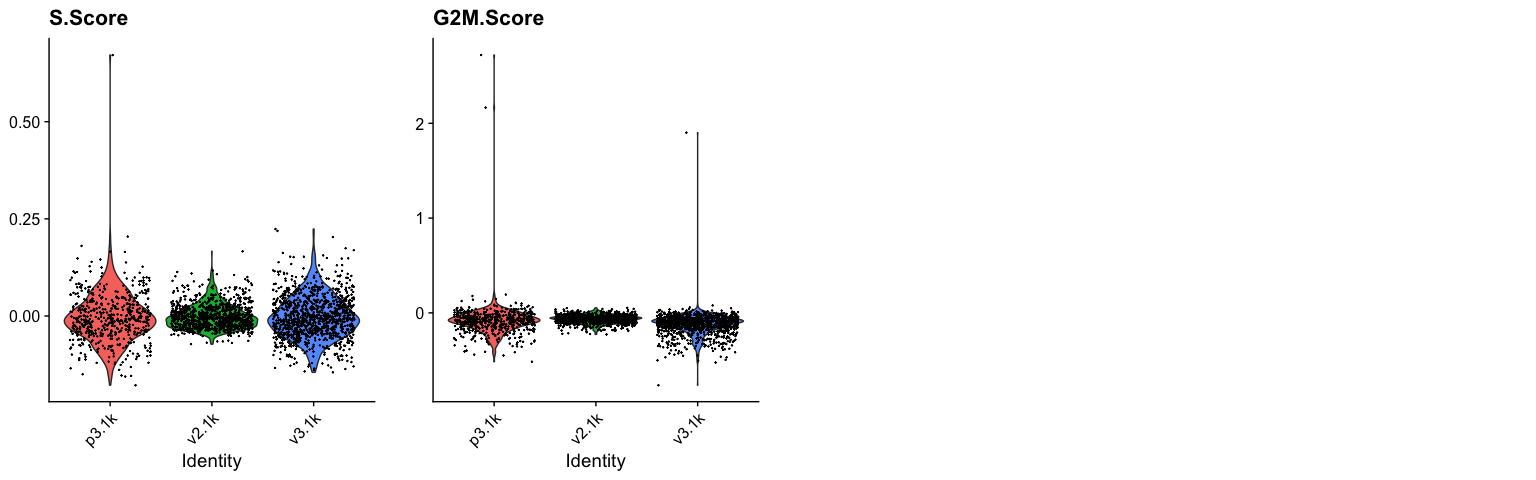 S.Score
0.50
0.25
0.00
p3.1k
v2.1k
v3.1k
Identity
G2M.Score
2
1
0
p3.1k
v2.1k
v3.1k
Identity